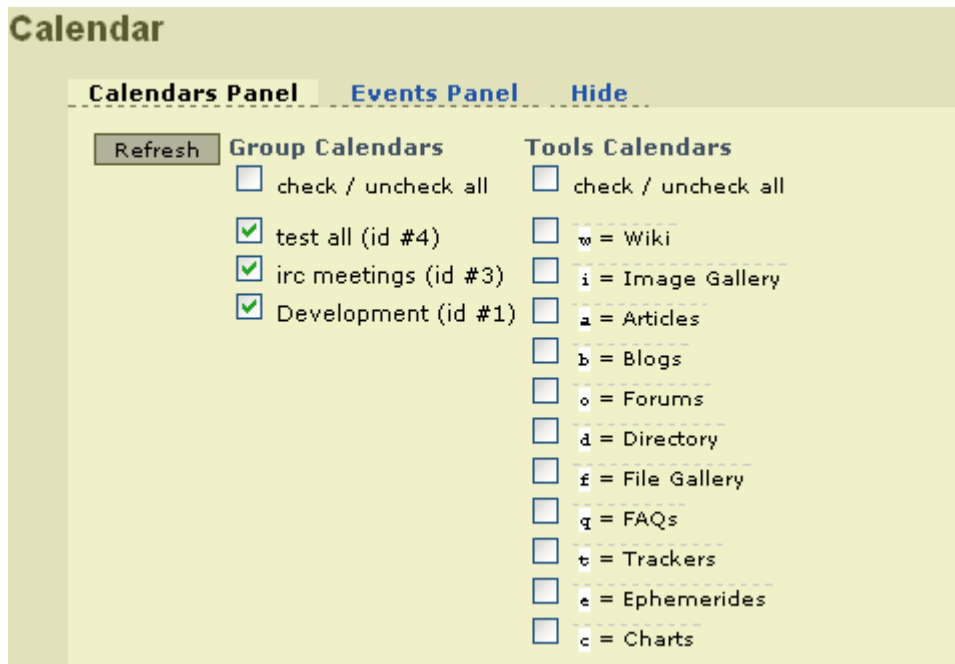 Calendar
Calendars Panel Events Panel Hide
Refresh Group Calendars Tools Calendars
check / uncheck all check / uncheck all
test all (id #4) w = Wiki
irc meetings (id #3) i = Image Gallery
Development (id #1) a = Articles
b = Blogs
o = Forums
d = Directory
f = File Gallery
q = FAQs
t = Trackers
e = Ephemerides
c = Charts